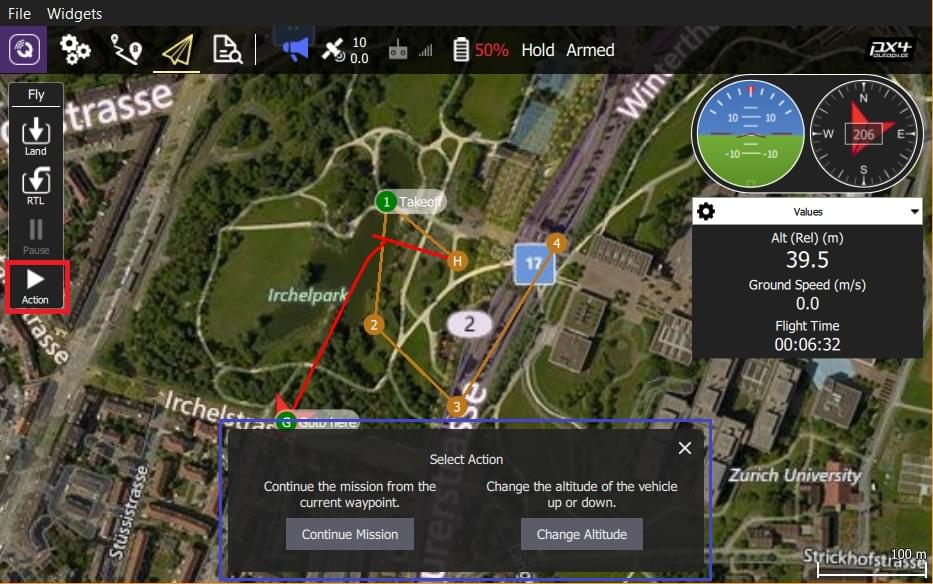 File Widgets
10
0.0
50% Hold Armed
px4
autopilot
Fly
Land
RTL
Pause
Action
Winterthu
strasse
10 10
-10 -10
N
W 206 E
S
Values
Alt (Rel) (m)
39.5
Ground Speed (m/s)
0.0
Flight Time
00:06:32
1 Takeoff
H
4
17
Irchelpark
2
2
3
Irchelstra
G Goto here
Stüssistrasse
Select Action
Continue the mission from the
current waypoint.
Continue Mission
Change the altitude of the vehicle
up or down.
Change Altitude
Zurich University
100 m
Strickhofstrasse